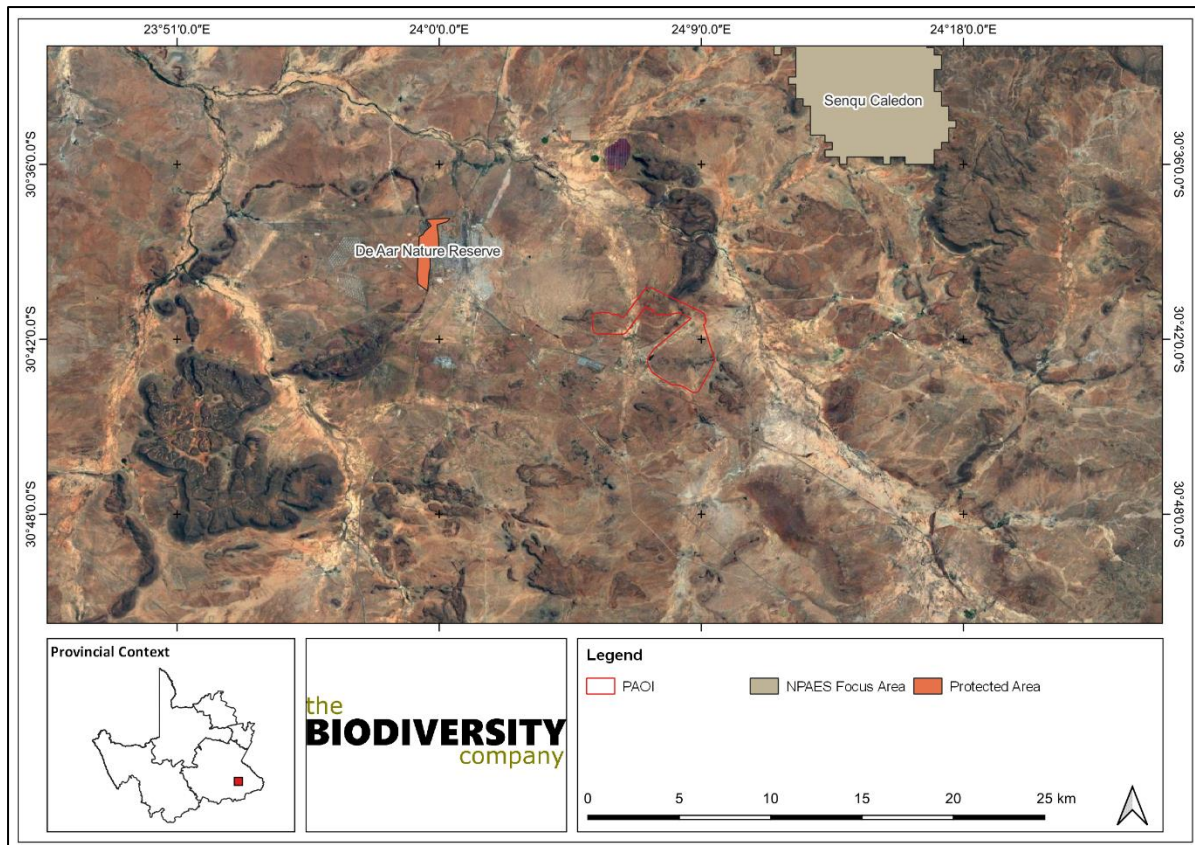 23°51'0.0"E
24°0'0.0"E
24°9'0.0"E
24°18'0.0"E
Senqu Caledon
30°36'0.0"S
30°36'0.0"S
De Aar Nature Reserve
30°42'0.0"S
30°42'0.0"S
30°48'0.0"S
30°48'0.0"S
Provincial Context
the
BIODIVERSITY
company
Legend
PAOI
NPAES Focus Area
Protected Area
0 5 10 15 20 25 km